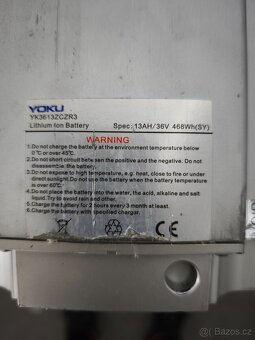 YOKU
YK3613ZCZR3
Lithium Ion Battery Spec: 13AH/36V 468Wh(SY)
WARNING
1.Do not charge the battery at the environment temperature below
0°C or over 45°C.
2.Do not short circuit between the positive and the negative. Do not
disassemble the battery.
3.Do not expose to high temperature, e.g. heat, close to fire or under
direct sunlight.Do not use the battery when the battery temperature
is over 60°C.
4.Do not place the battery into the water, the acid, alkaline and salt
liquid. Try to avoid to rain.
5.Charge the battery for 2 hours every 3 month at least.
6.Charge the battery with specified charger.
Bazoš.cz